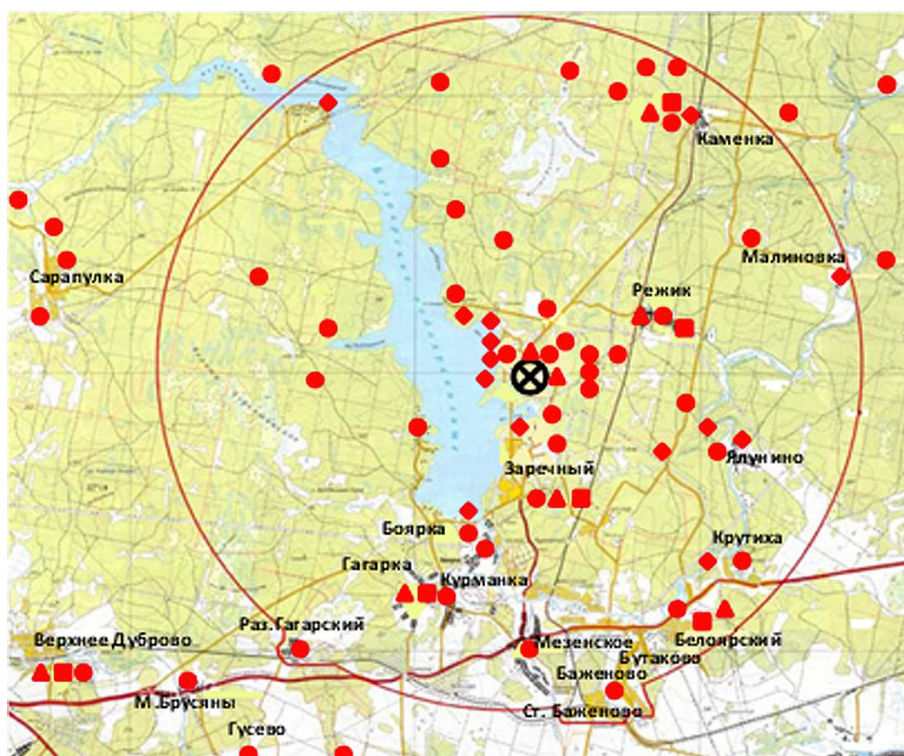 Каменка
Малиновка
Сарапулка
Режик
Заречный
Ялунино
Боярка
Крутиха
Гагарка
Курманка
Раз.Гагарский
Верхнее Дуброво
Мезенское
Белоярский
Бутаково
Баженово
М.Брусяны
Ст. Баженово
Гусево